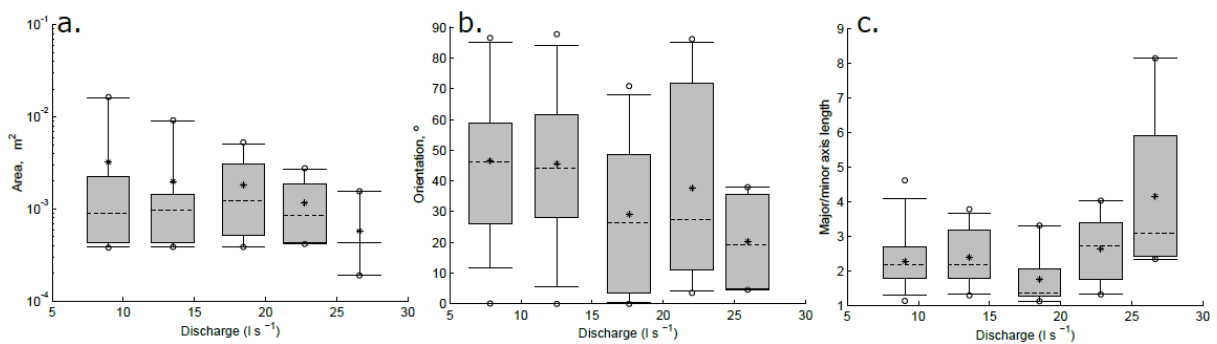 a.
10⁻¹
10⁻²
10⁻³
10⁻⁴
Area, m²
5 10 15 20 25 30
Discharge (l s⁻¹)
b.
90
80
70
60
50
40
30
20
10
0
Orientation, °
5 10 15 20 25 30
Discharge (l s⁻¹)
c.
9
8
7
6
5
4
3
2
1
Major/minor axis length
5 10 15 20 25 30
Discharge (l s⁻¹)